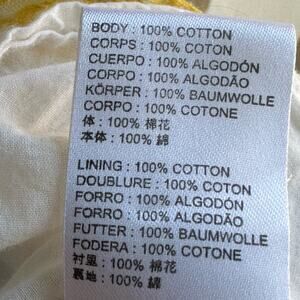 BODY : 100% COTTON
CORPS : 100% COTON
CUERPO : 100% ALGODÓN
CORPO : 100% ALGODÃO
KÖRPER : 100% BAUMWOLLE
CORPO : 100% COTONE
体 : 100% 棉花
本体 : 100% 綿
LINING : 100% COTTON
DOUBLURE : 100% COTON
FORRO : 100% ALGODÓN
FORRO : 100% ALGODÃO
FUTTER : 100% BAUMWOLLE
FODERA : 100% COTONE
衬里 : 100% 棉花
裏地 : 100% 綿